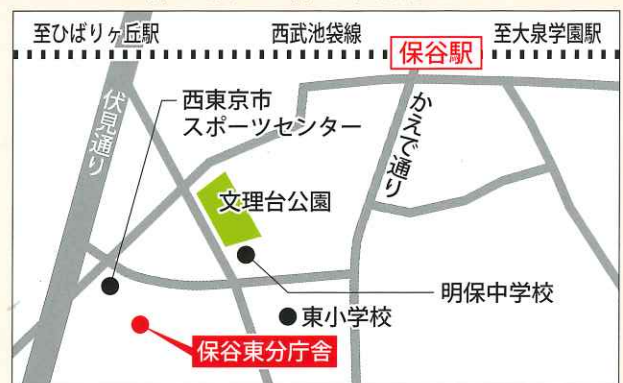 至ひばりヶ丘駅
西武池袋線
至大泉学園駅
保谷駅
伏見通り
西東京市
スポーツセンター
かえで通り
文理台公園
明保中学校
東小学校
保谷東分庁舎